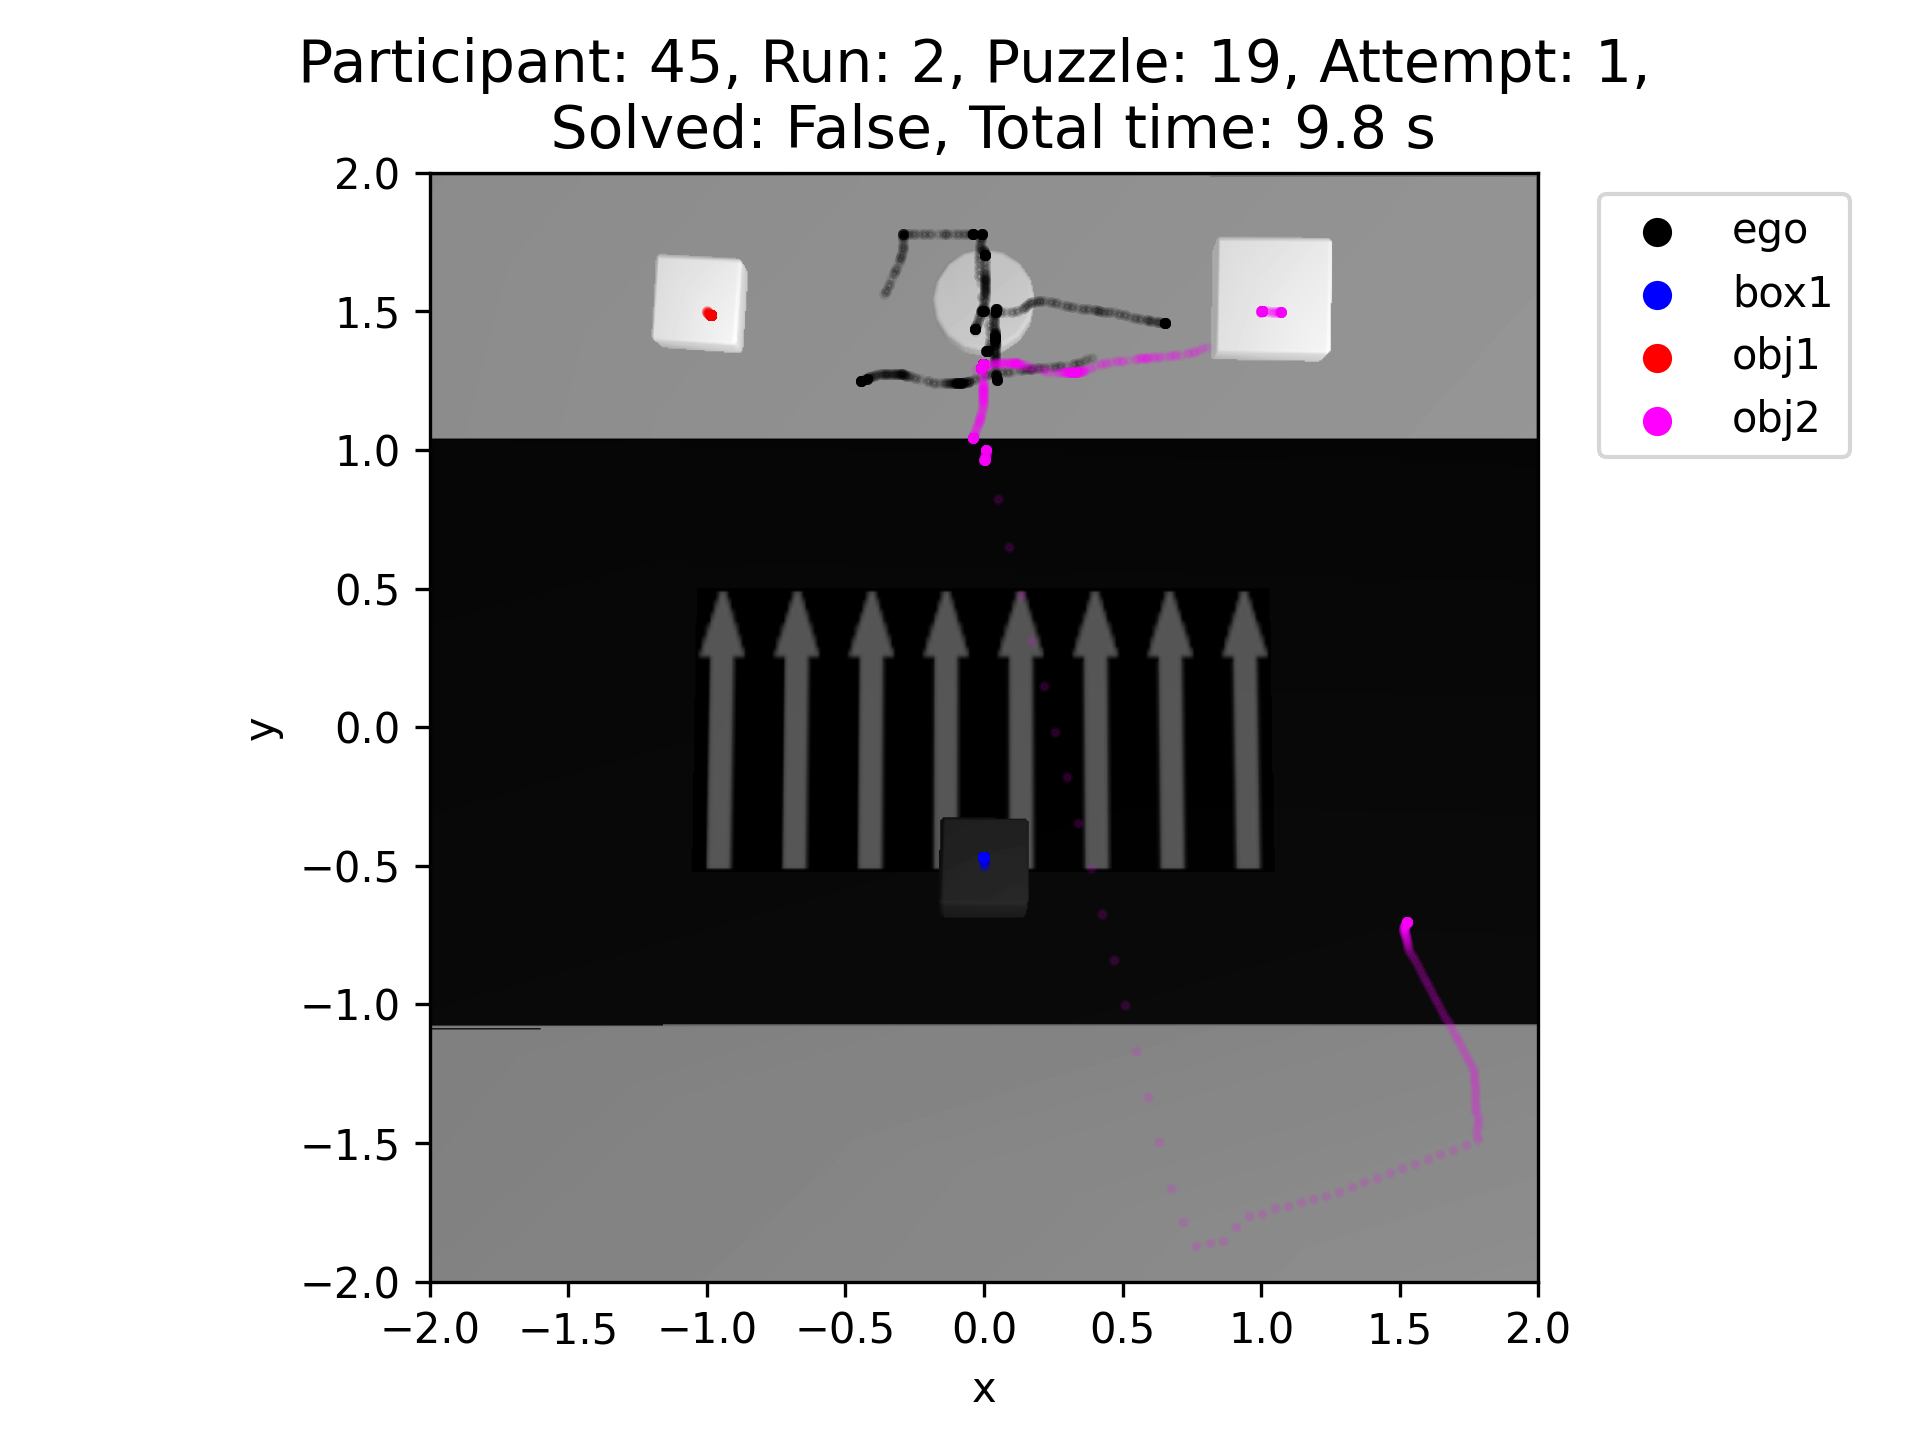 Participant: 45, Run: 2, Puzzle: 19, Attempt: 1,
Solved: False, Total time: 9.8 s
2.0
1.5
1.0
0.5
0.0
−0.5
−1.0
−1.5
−2.0
y
−2.0 −1.5 −1.0 −0.5 0.0 0.5 1.0 1.5 2.0
x
ego
box1
obj1
obj2